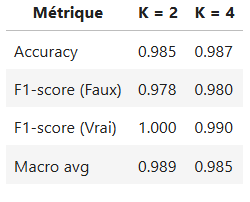 Métrique K = 2 K = 4
Accuracy 0.985 0.987
F1-score (Faux) 0.978 0.980
F1-score (Vrai) 1.000 0.990
Macro avg 0.989 0.985